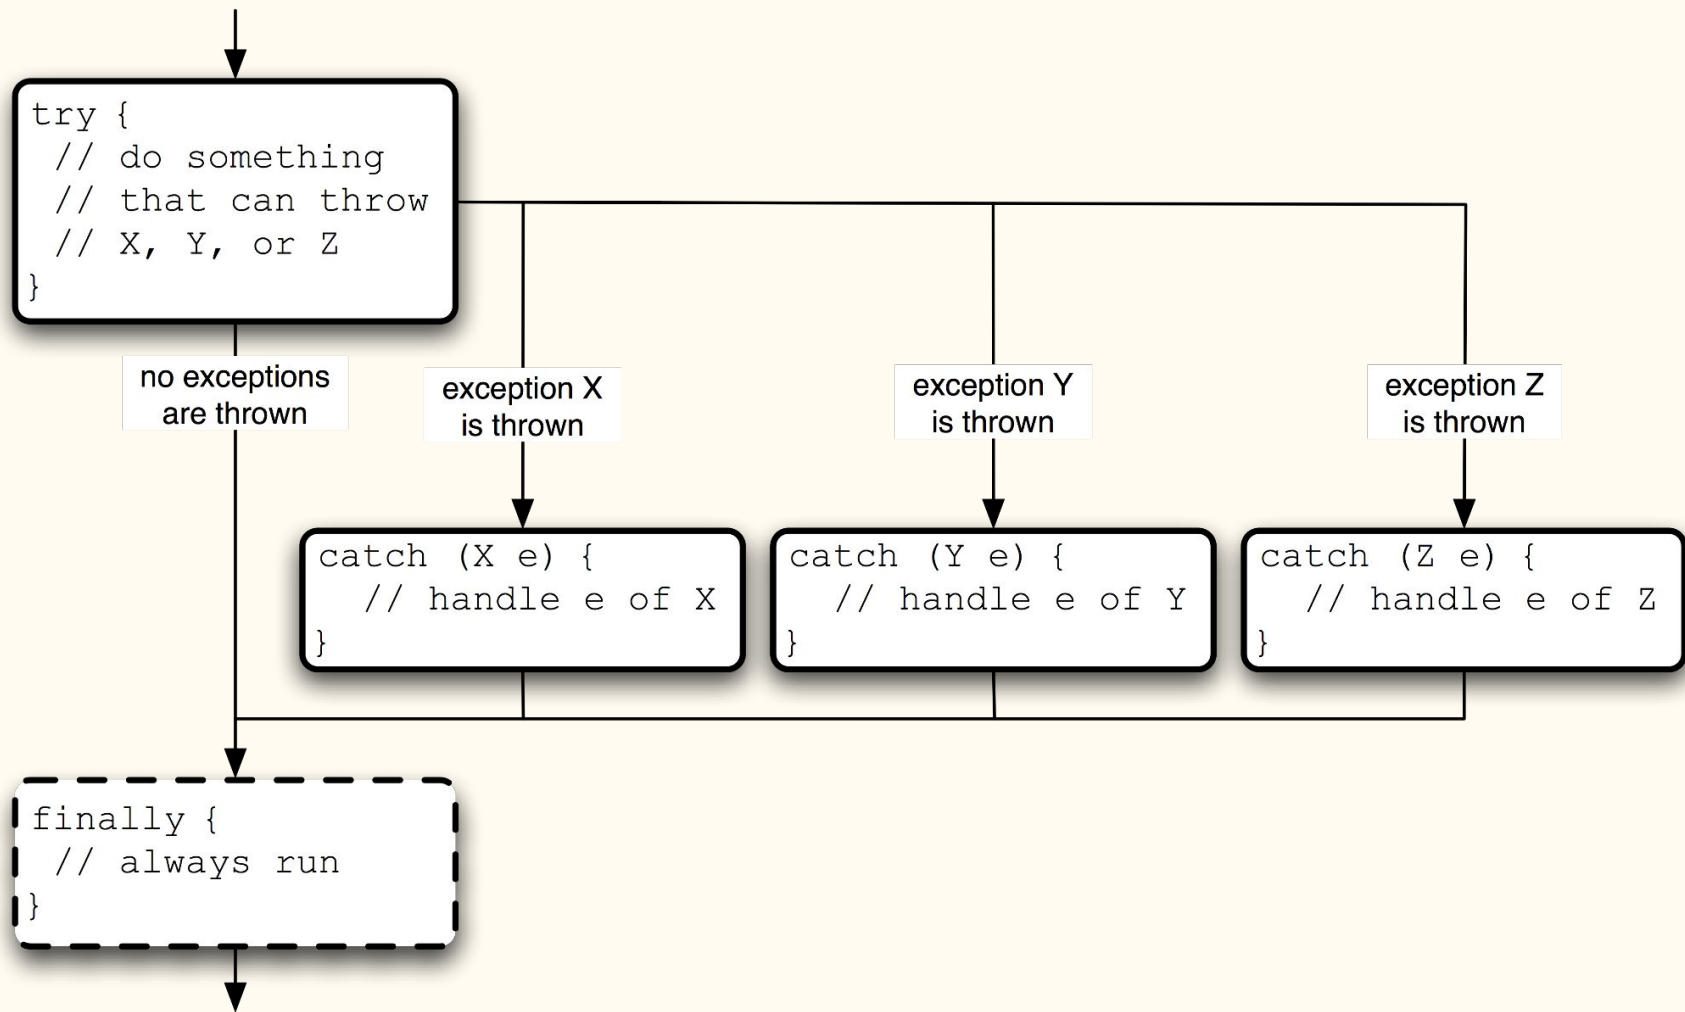 try {
// do something
// that can throw
// X, Y, or Z
}
no exceptions
are thrown
exception X
is thrown
exception Y
is thrown
exception Z
is thrown
catch (X e) {
// handle e of X
}
catch (Y e) {
// handle e of Y
}
catch (Z e) {
// handle e of Z
}
finally {
// always run
}